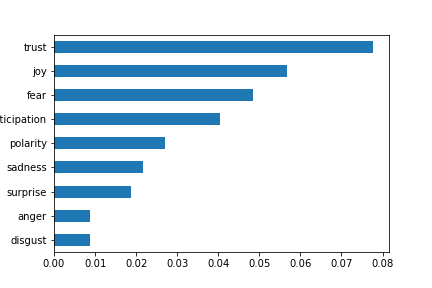 trust
joy
fear
ticipation
polarity
sadness
surprise
anger
disgust
0.00 0.01 0.02 0.03 0.04 0.05 0.06 0.07 0.08